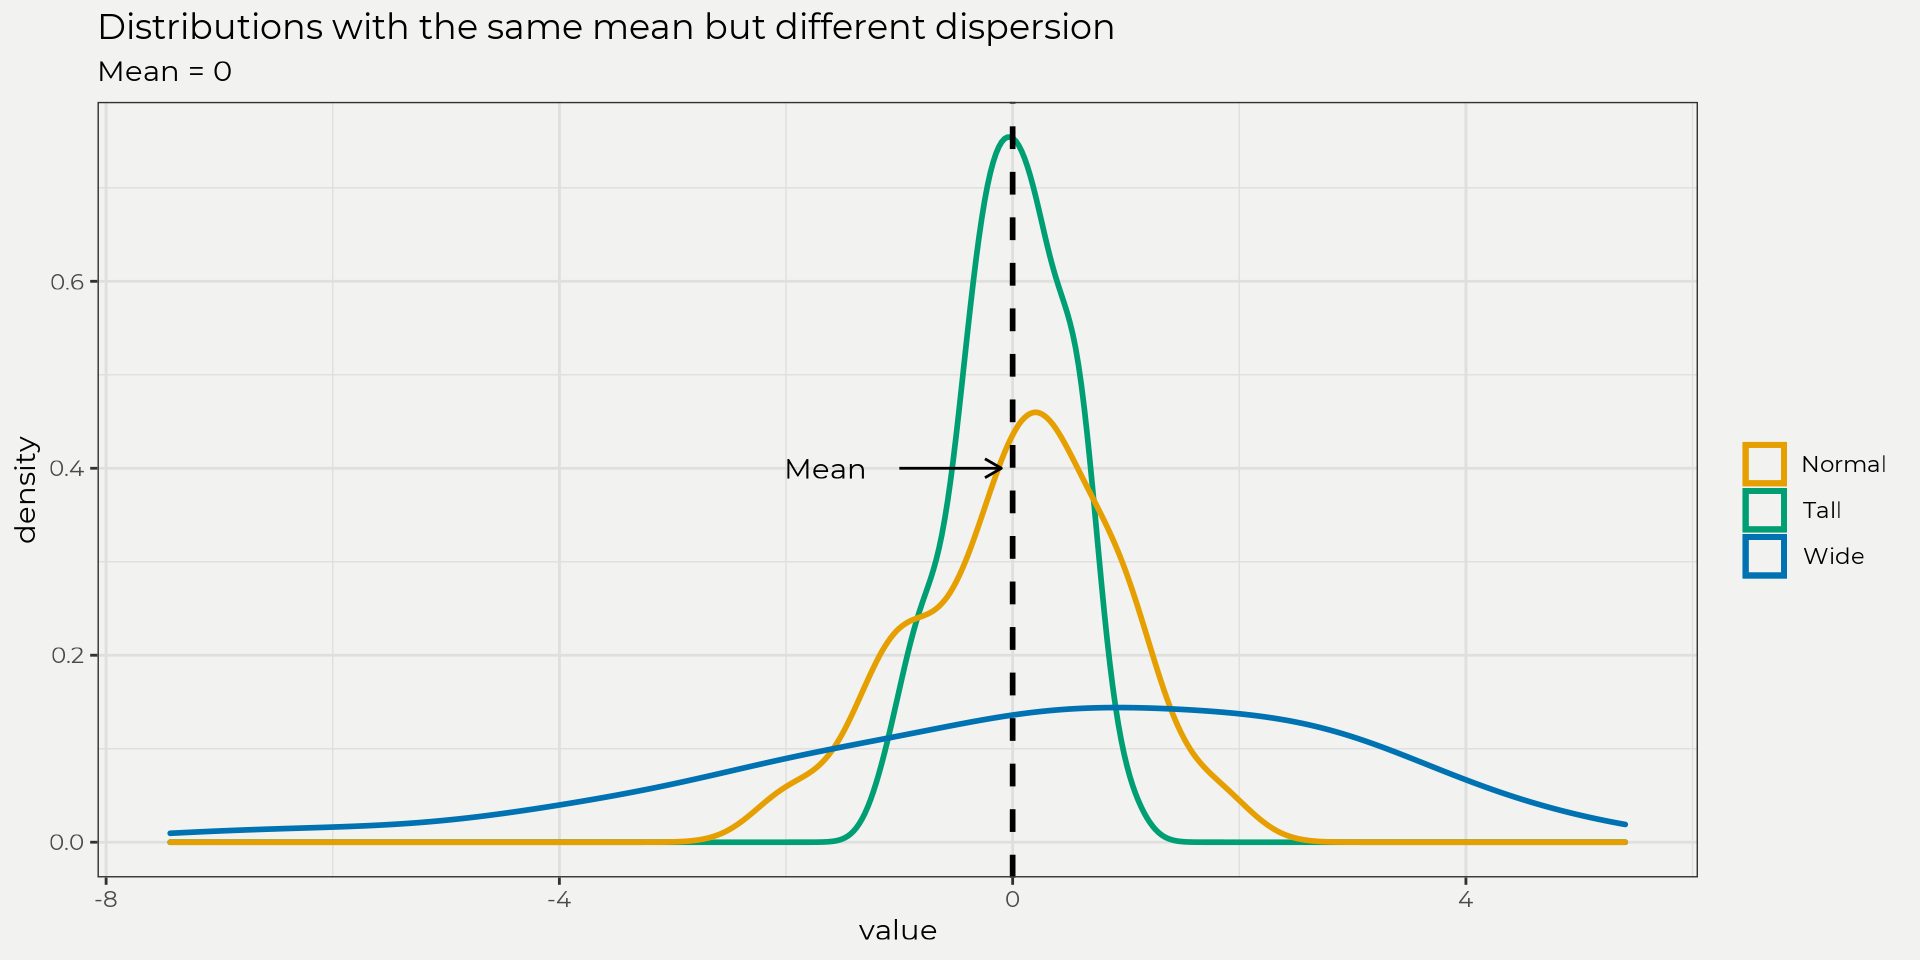 Distributions with the same mean but different dispersion
Mean = 0
density
0.6
0.4
0.2
0.0
Mean
-8
-4
0
4
value
Normal
Tall
Wide